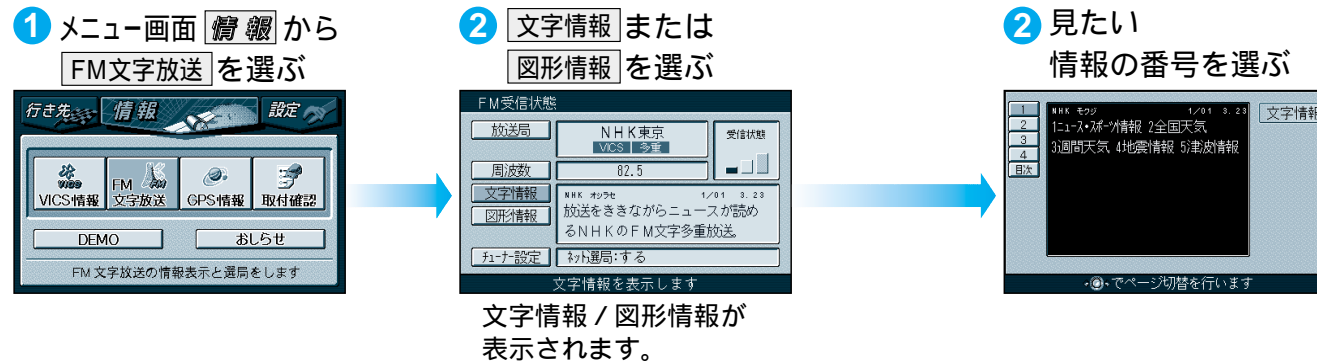 1 メニュー画面 情報 から
FM文字放送 を選ぶ
行き先 情報 設定
VICS
VICS情報 FM文字放送 GPS情報 取付確認
DEMO おしらせ
FM文字放送の情報表示と選局をします
2 文字情報 または
図形情報 を選ぶ
FM受信状態
放送局 NHK東京 受信状態
VICS 多重
周波数 82.5
文字情報 NHK オシラセ 1/01 3.23
図形情報 放送をききながらニュースが読め
るNHKのFM文字多重放送。
チューナー設定 ネット選局:する
文字情報を表示します
文字情報 / 図形情報が
表示されます。
2 見たい
情報の番号を選ぶ
1 NHK モクジ 1/01 3.23 文字情報
2 1ニュース・スポーツ情報 2全国天気
3 3週間天気 4地震情報 5津波情報
4
目次
でページ切替を行います